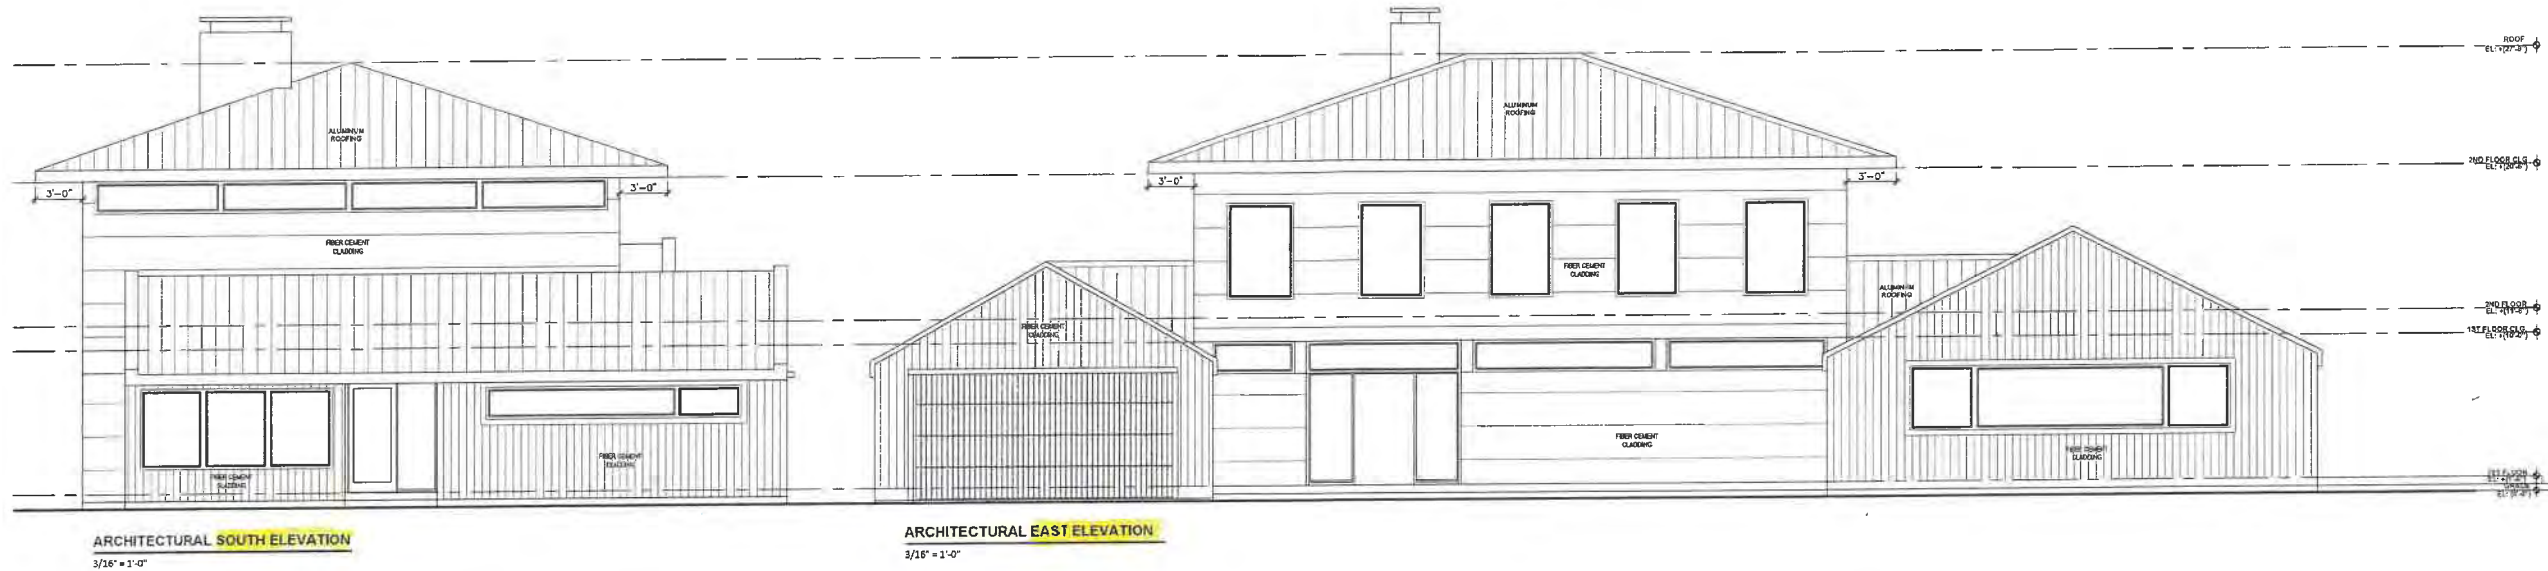 ROOF
ALUMINUM
ROOFING
ALUMINUM
ROOFING
2ND FLOOR CLG
3'-0"
3'-0"
3'-0"
3'-0"
FIBER CEMENT
CLADDING
FIBER CEMENT
CLADDING
ALUMINUM
ROOFING
2ND FLOOR
FIBER CEMENT
CLADDING
1ST FLOOR CLG
EL: +(10'-0")
FIBER CEMENT
CLADDING
FIBER CEMENT
CLADDING
FIBER CEMENT
CLADDING
FIBER CEMENT
CLADDING
1ST FLOOR
GRADE
ARCHITECTURAL SOUTH ELEVATION
3/16" = 1'-0"
ARCHITECTURAL EAST ELEVATION
3/16" = 1'-0"